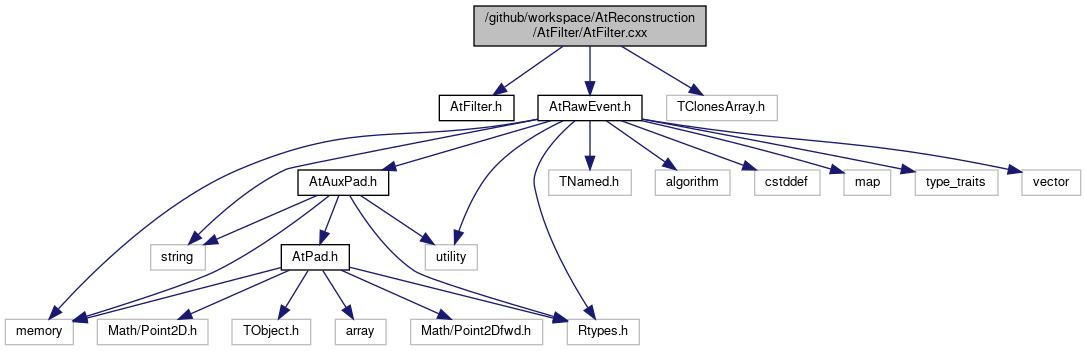 /github/workspace/AtReconstruction
/AtFilter/AtFilter.cxx
AtFilter.h
AtRawEvent.h
TClonesArray.h
AtAuxPad.h
TNamed.h
algorithm
cstddef
map
type_traits
vector
string
AtPad.h
utility
memory
Math/Point2D.h
TObject.h
array
Math/Point2Dfwd.h
Rtypes.h